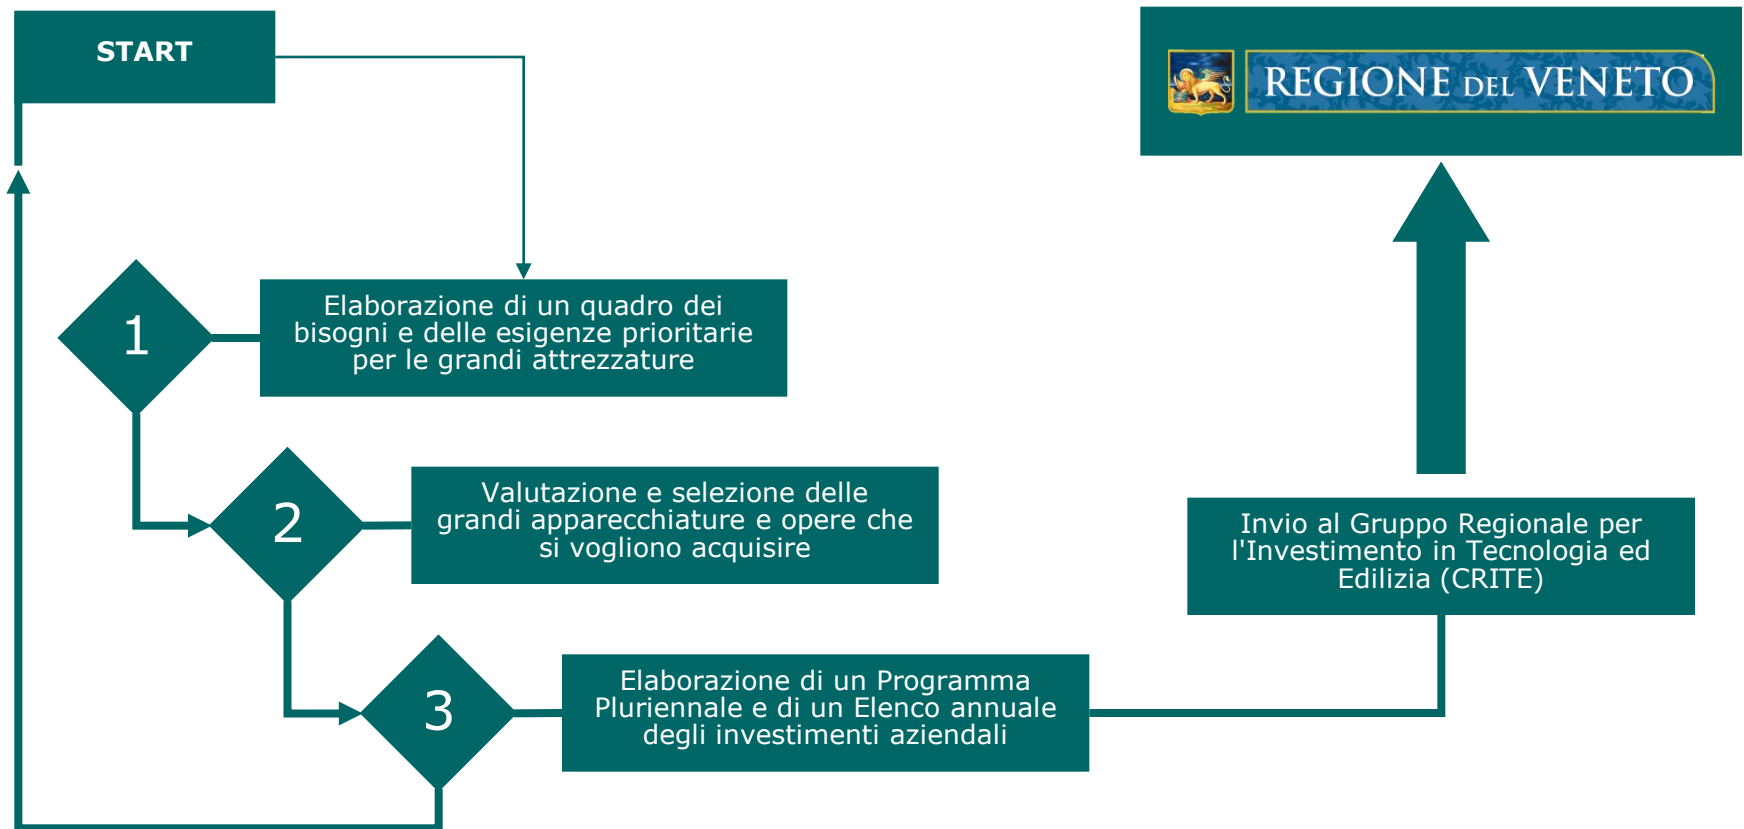 START
REGIONE DEL VENETO
1
Elaborazione di un quadro dei
bisogni e delle esigenze prioritarie
per le grandi attrezzature
2
Valutazione e selezione delle
grandi apparecchiature e opere che
si vogliono acquisire
Invio al Gruppo Regionale per
l'Investimento in Tecnologia ed
Edilizia (CRITE)
3
Elaborazione di un Programma
Pluriennale e di un Elenco annuale
degli investimenti aziendali